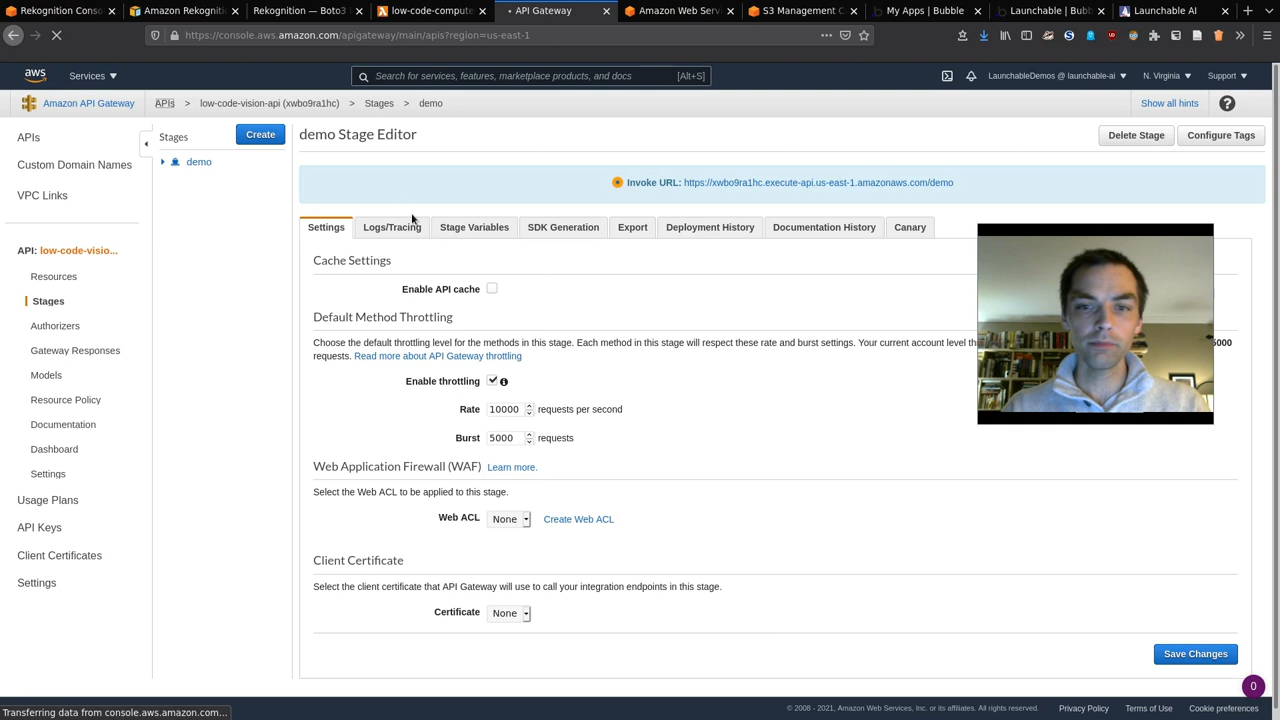 Rekognition Conso
Amazon Rekogniti
Rekognition — Boto3
low-code-compute
API Gateway
Amazon Web Serv
S3 Management C
My Apps | Bubble
Launchable | Bubb
Launchable AI
https://console.aws.amazon.com/apigateway/main/apis?region=us-east-1
aws
Services
Search for services, features, marketplace products, and docs
[Alt+S]
LaunchableDemos @ launchable-ai
N. Virginia
Support
Amazon API Gateway
APIs > low-code-vision-api (xwbo9ra1hc) > Stages > demo
Show all hints
?
APIs
Custom Domain Names
VPC Links
API: low-code-visio...
Resources
Stages
Authorizers
Gateway Responses
Models
Resource Policy
Documentation
Dashboard
Settings
Usage Plans
API Keys
Client Certificates
Settings
Stages
Create
demo
demo Stage Editor
Delete Stage
Configure Tags
Invoke URL: https://xwbo9ra1hc.execute-api.us-east-1.amazonaws.com/demo
Settings
Logs/Tracing
Stage Variables
SDK Generation
Export
Deployment History
Documentation History
Canary
Cache Settings
Enable API cache
Default Method Throttling
Choose the default throttling level for the methods in this stage. Each method in this stage will respect these rate and burst settings. Your current account level th
5000
requests. Read more about API Gateway throttling
Enable throttling
Rate 10000 requests per second
Burst 5000 requests
Web Application Firewall (WAF) Learn more.
Select the Web ACL to be applied to this stage.
Web ACL None Create Web ACL
Client Certificate
Select the client certificate that API Gateway will use to call your integration endpoints in this stage.
Certificate None
Save Changes
0
Transferring data from console.aws.amazon.com...
© 2008 - 2021, Amazon Web Services, Inc. or its affiliates. All rights reserved.
Privacy Policy
Terms of Use
Cookie preferences